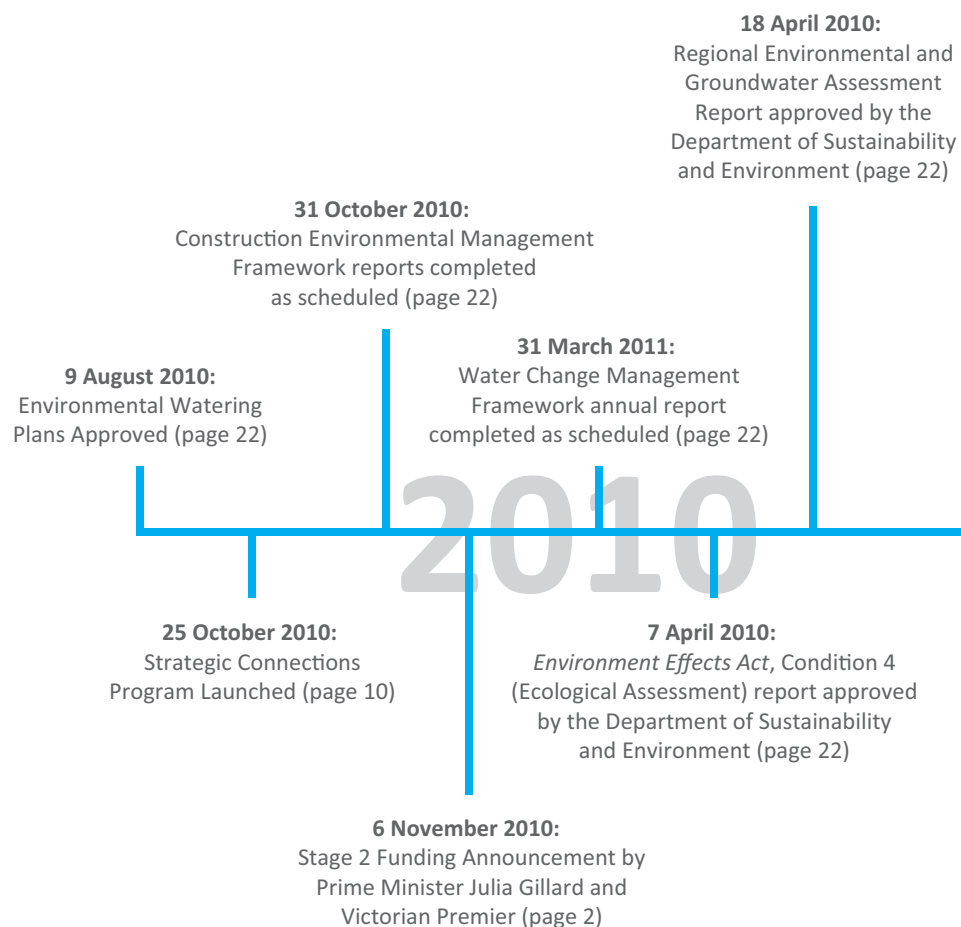 18 April 2010:
Regional Environmental and
Groundwater Assessment
Report approved by the
Department of Sustainability
and Environment (page 22)
31 October 2010:
Construction Environmental Management
Framework reports completed
as scheduled (page 22)
31 March 2011:
Water Change Management
Framework annual report
completed as scheduled (page 22)
9 August 2010:
Environmental Watering
Plans Approved (page 22)
2010
25 October 2010:
Strategic Connections
Program Launched (page 10)
7 April 2010:
Environment Effects Act, Condition 4
(Ecological Assessment) report approved
by the Department of Sustainability
and Environment (page 22)
6 November 2010:
Stage 2 Funding Announcement by
Prime Minister Julia Gillard and
Victorian Premier (page 2)